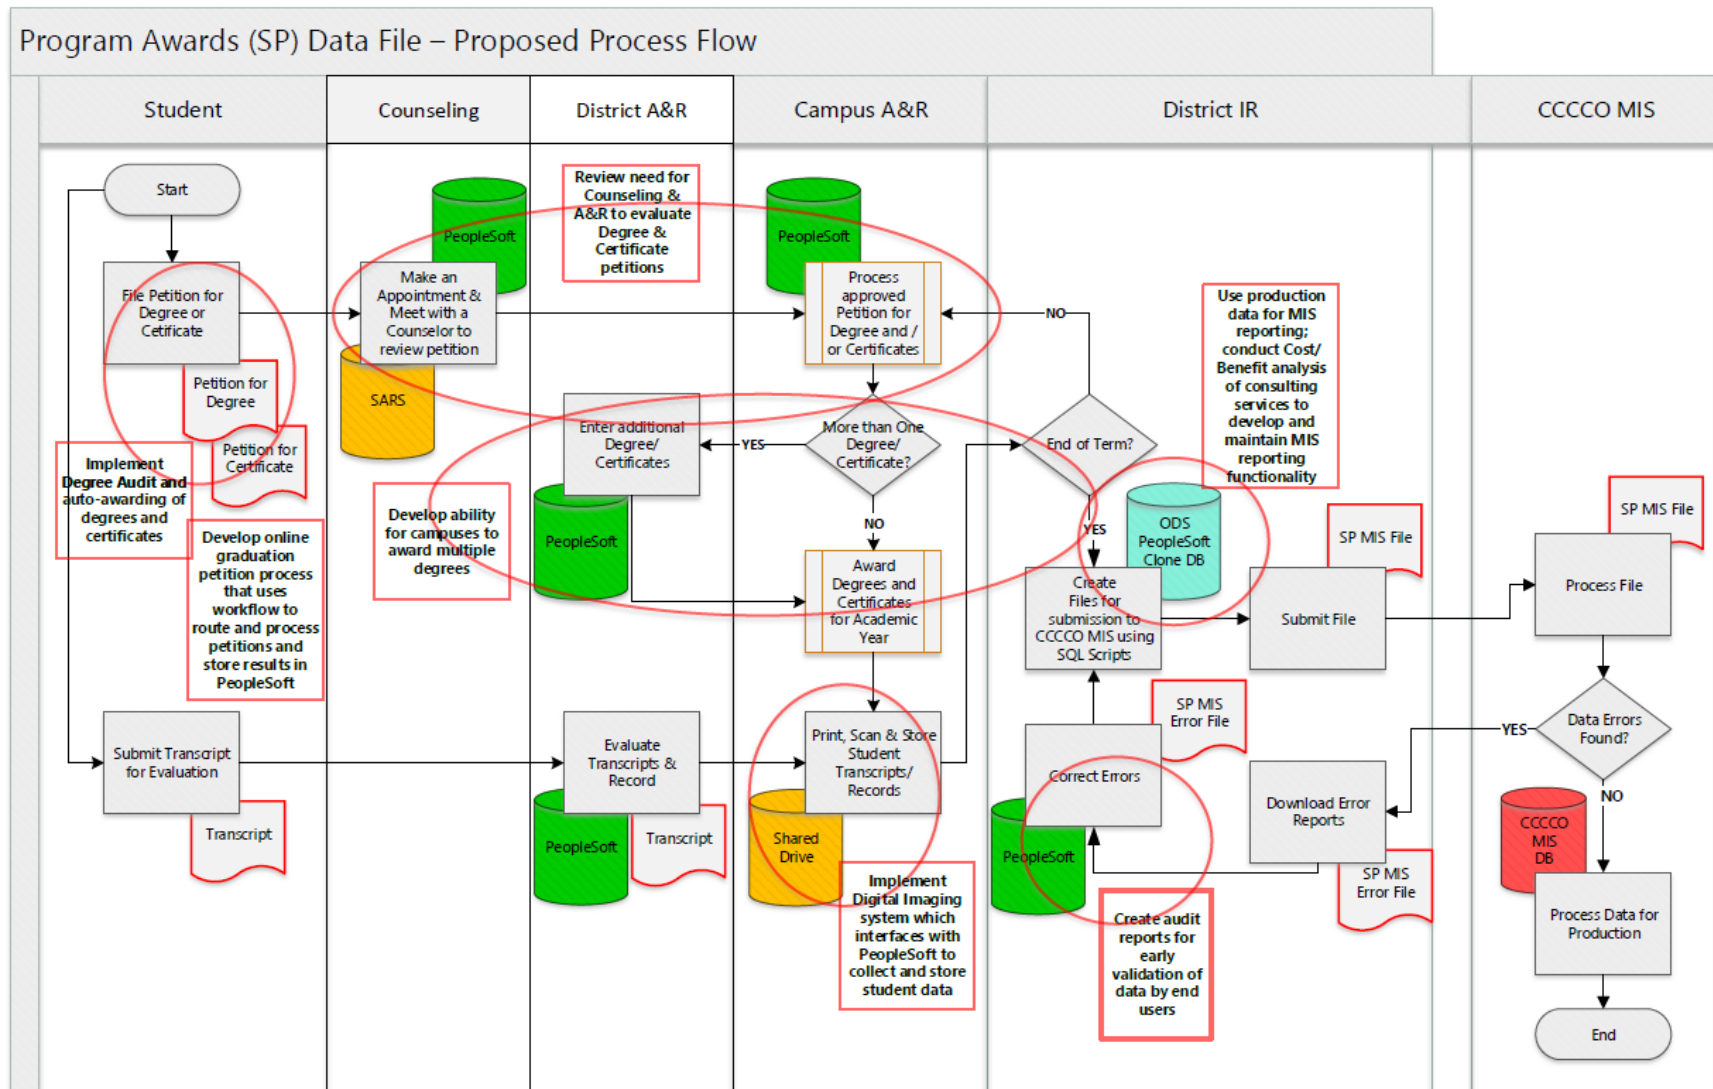 Program Awards (SP) Data File – Proposed Process Flow
Student
Counseling
District A&R
Campus A&R
District IR
CCCCO MIS
Start
File Petition for
Degree or
Cetificate
Petition for
Degree
Petition for
Certificate
Implement
Degree Audit and
auto-awarding of
degrees and
certificates
Develop online
graduation
petition process
that uses
workflow to
route and process
petitions and
store results in
PeopleSoft
Submit Transcript
for Evaluation
Transcript
PeopleSoft
Make an
Appointment &
Meet with a
Counselor to
review petition
SARS
Develop ability
for campuses to
award multiple
degrees
Review need for
Counseling &
A&R to evaluate
Degree &
Certificate
petitions
Enter additional
Degree/
Certificates
PeopleSoft
YES
Evaluate
Transcripts &
Record
PeopleSoft
Transcript
PeopleSoft
Process
approved
Petition for
Degree and /
or Certificates
More than One
Degree/
Certificate?
NO
Award
Degrees and
Certificates
for Academic
Year
Print, Scan & Store
Student
Transcripts/
Records
Shared
Drive
Implement
Digital Imaging
system which
interfaces with
PeopleSoft to
collect and store
student data
NO
End of Term?
YES
Use production
data for MIS
reporting;
conduct Cost/
Benefit analysis
of consulting
services to
develop and
maintain MIS
reporting
functionality
ODS
PeopleSoft
Clone DB
Create
Files for
submission to
CCCCO MIS using
SQL Scripts
SP MIS File
Submit File
SP MIS
Error File
Correct Errors
PeopleSoft
Download Error
Reports
SP MIS
Error File
Create audit
reports for
early
validation of
data by end
users
SP MIS File
Process File
Data Errors
Found?
YES
NO
CCCCO
MIS
DB
Process Data for
Production
End